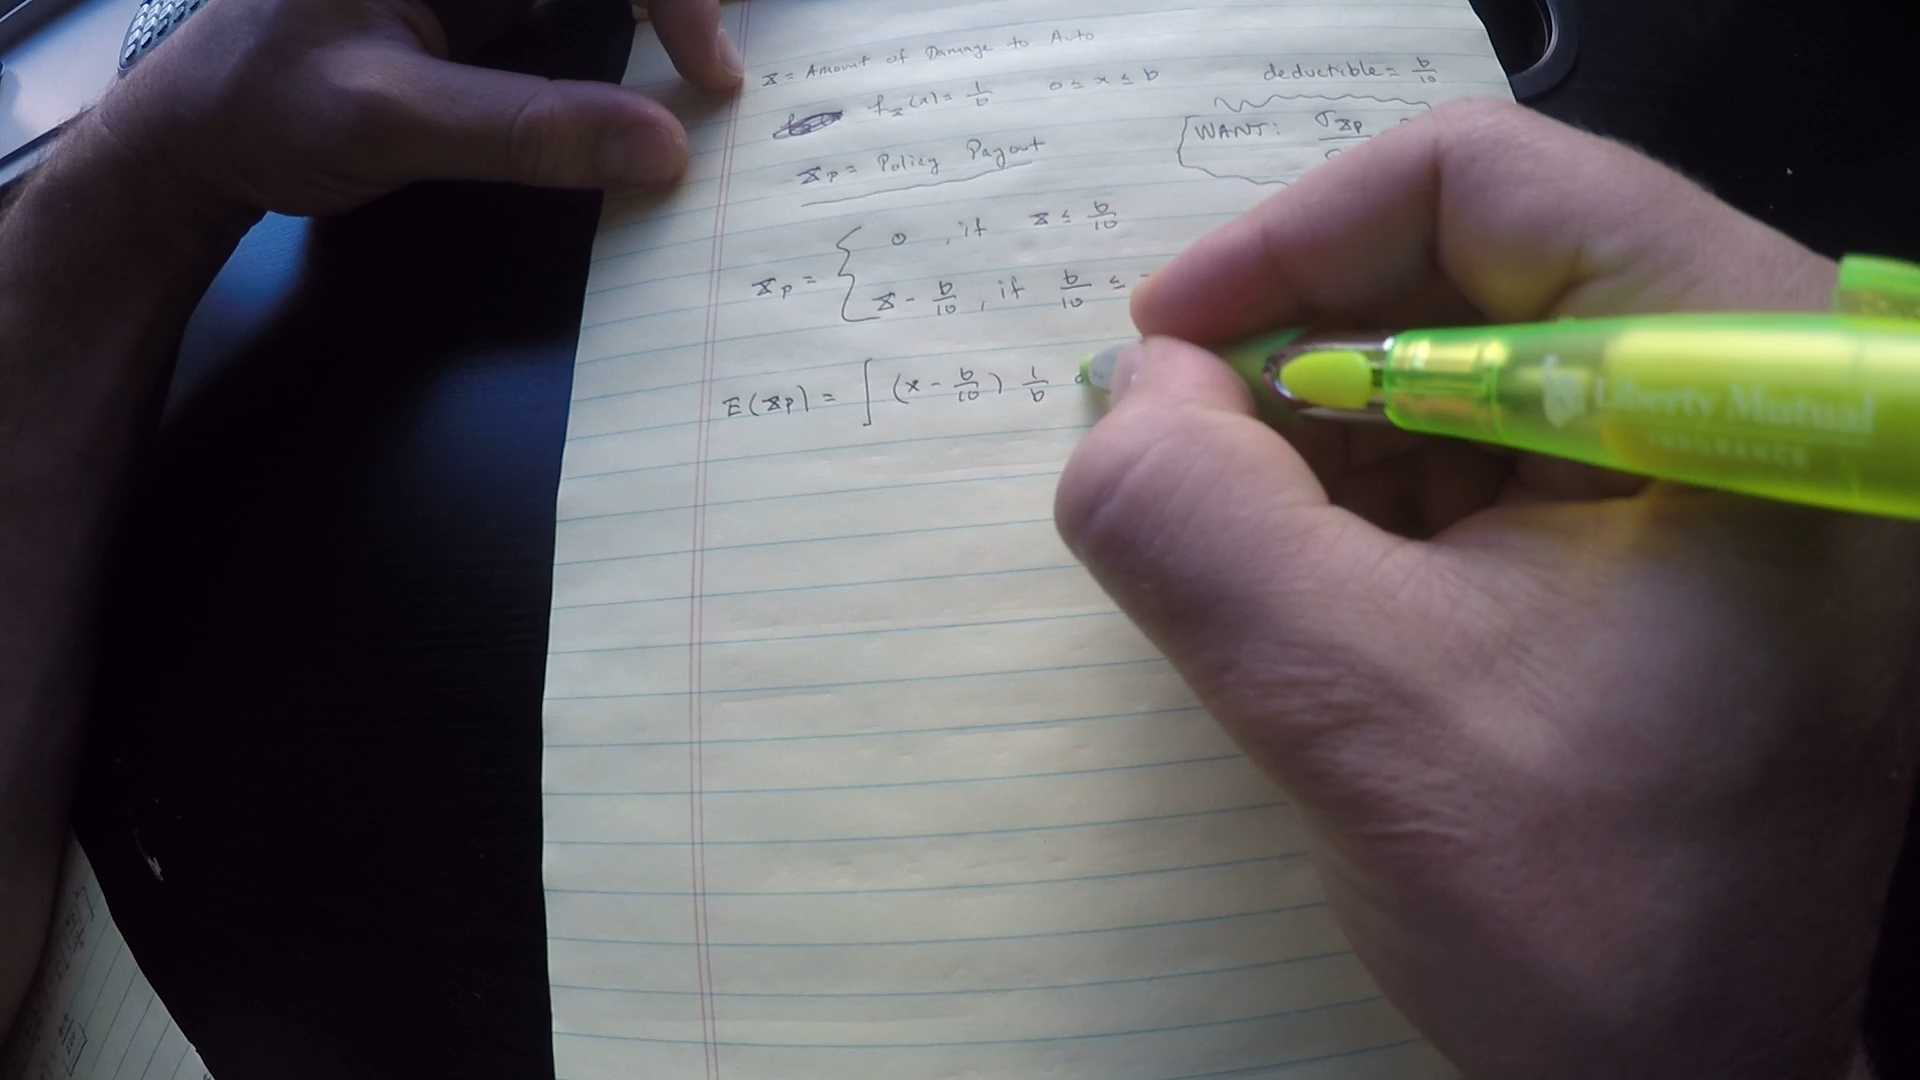 X = Amount of Damage to Auto
f_X(x) = 1/b 0 ≤ x ≤ b
deductible = b/10
WANT: σ_Xp
X_p = Policy Payout
X_p = { 0, if X ≤ b/10
X - b/10, if b/10 ≤
E(X_p) = ∫ (x - b/10) 1/b
Liberty Mutual
INSURANCE